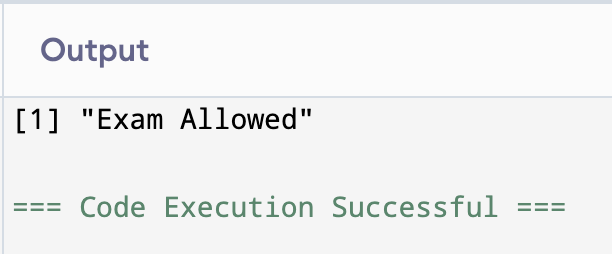 Output
[1] "Exam Allowed"
=== Code Execution Successful ===